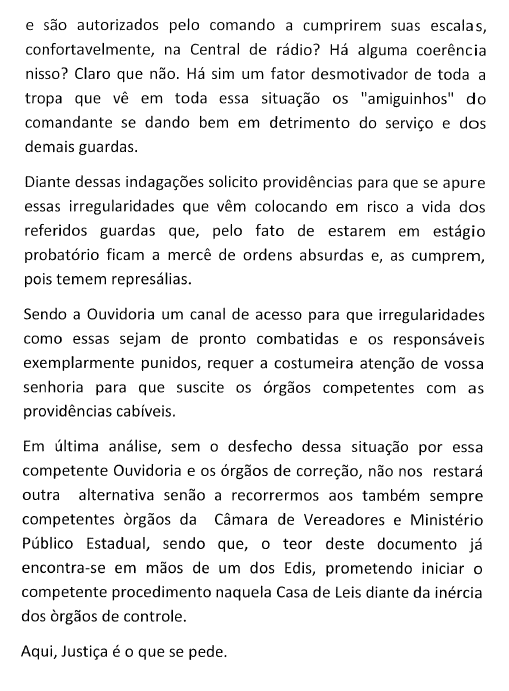 e são autorizados pelo comando a cumprirem suas escalas,
confortavelmente, na Central de rádio? Há alguma coerência
nisso? Claro que não. Há sim um fator desmotivador de toda a
tropa que vê em toda essa situação os "amiguinhos" do
comandante se dando bem em detrimento do serviço e dos
demais guardas.
Diante dessas indagações solicito providências para que se apure
essas irregularidades que vêm colocando em risco a vida dos
referidos guardas que, pelo fato de estarem em estágio
probatório ficam a mercê de ordens absurdas e, as cumprem,
pois temem represálias.
Sendo a Ouvidoria um canal de acesso para que irregularidades
como essas sejam de pronto combatidas e os responsáveis
exemplarmente punidos, requer a costumeira atenção de vossa
senhoria para que suscite os órgãos competentes com as
providências cabíveis.
Em última análise, sem o desfecho dessa situação por essa
competente Ouvidoria e os órgãos de correção, não nos restará
outra alternativa senão a recorrermos aos também sempre
competentes òrgãos da Câmara de Vereadores e Ministério
Público Estadual, sendo que, o teor deste documento já
encontra-se em mãos de um dos Edis, prometendo iniciar o
competente procedimento naquela Casa de Leis diante da inércia
dos òrgãos de controle.
Aqui, Justiça é o que se pede.